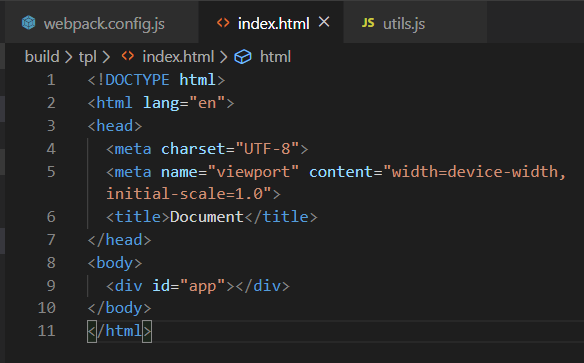 webpack.config.js index.html JS utils.js
build > tpl > index.html > html
1 <!DOCTYPE html>
2 <html lang="en">
3 <head>
4 <meta charset="UTF-8">
5 <meta name="viewport" content="width=device-width,
initial-scale=1.0">
6 <title>Document</title>
7 </head>
8 <body>
9 <div id="app"></div>
10 </body>
11 </html>